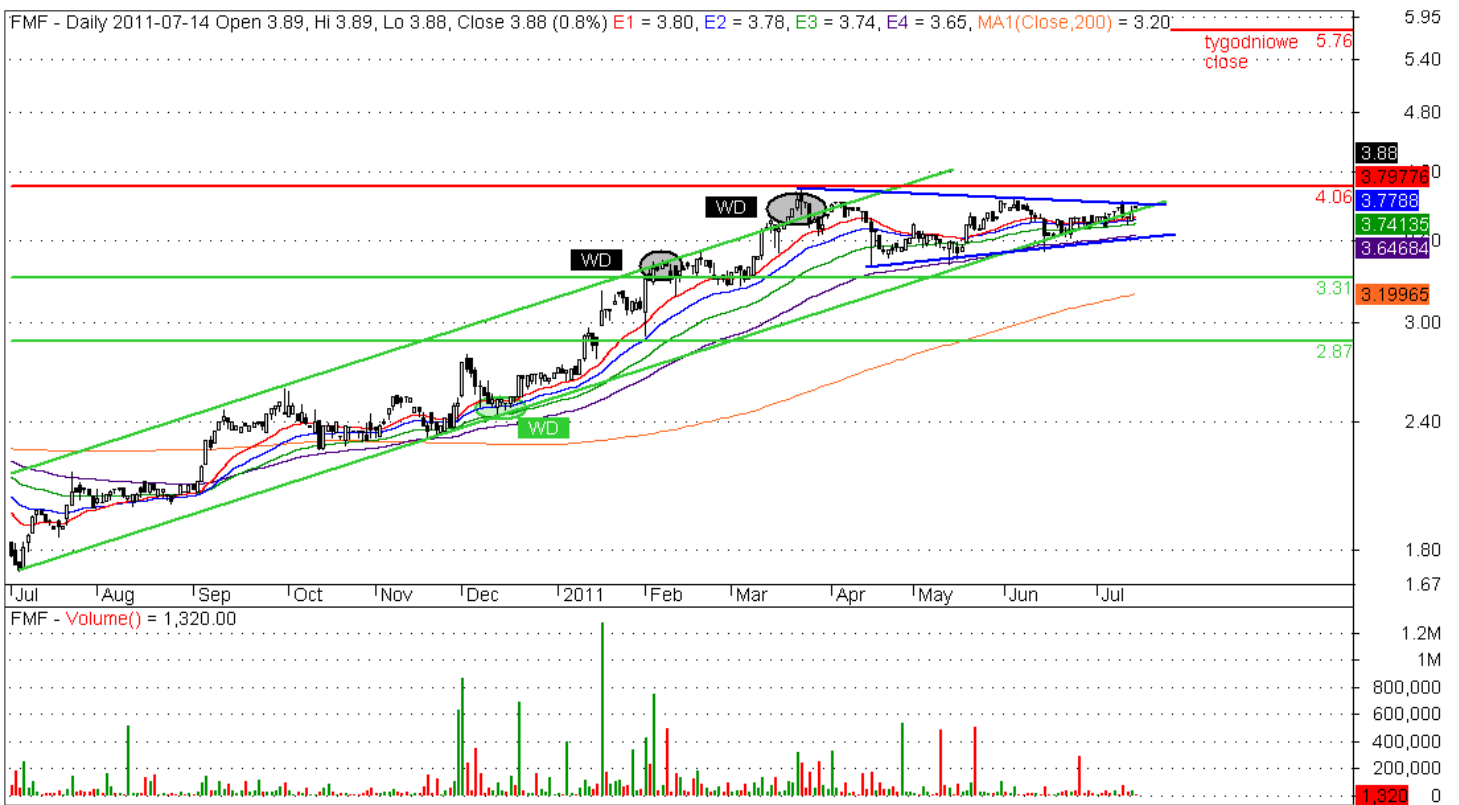 FMF - Daily 2011-07-14 Open 3.89, Hi 3.89, Lo 3.88, Close 3.88 (0.8%) E1 = 3.80, E2 = 3.78, E3 = 3.74, E4 = 3.65, MA1(Close,200) = 3.20
5.95
tygodniowe 5.76
close
5.40
4.80
3.88
3.79776
4.06
WD
3.7788
3.74135
3.64684
WD
3.31
3.19965
3.00
2.87
2.40
WD
1.80
1.67
Jul Aug Sep Oct Nov Dec 2011 Feb Mar Apr May Jun Jul
FMF - Volume() = 1,320.00
1.2M
1M
800,000
600,000
400,000
200,000
1,320 0